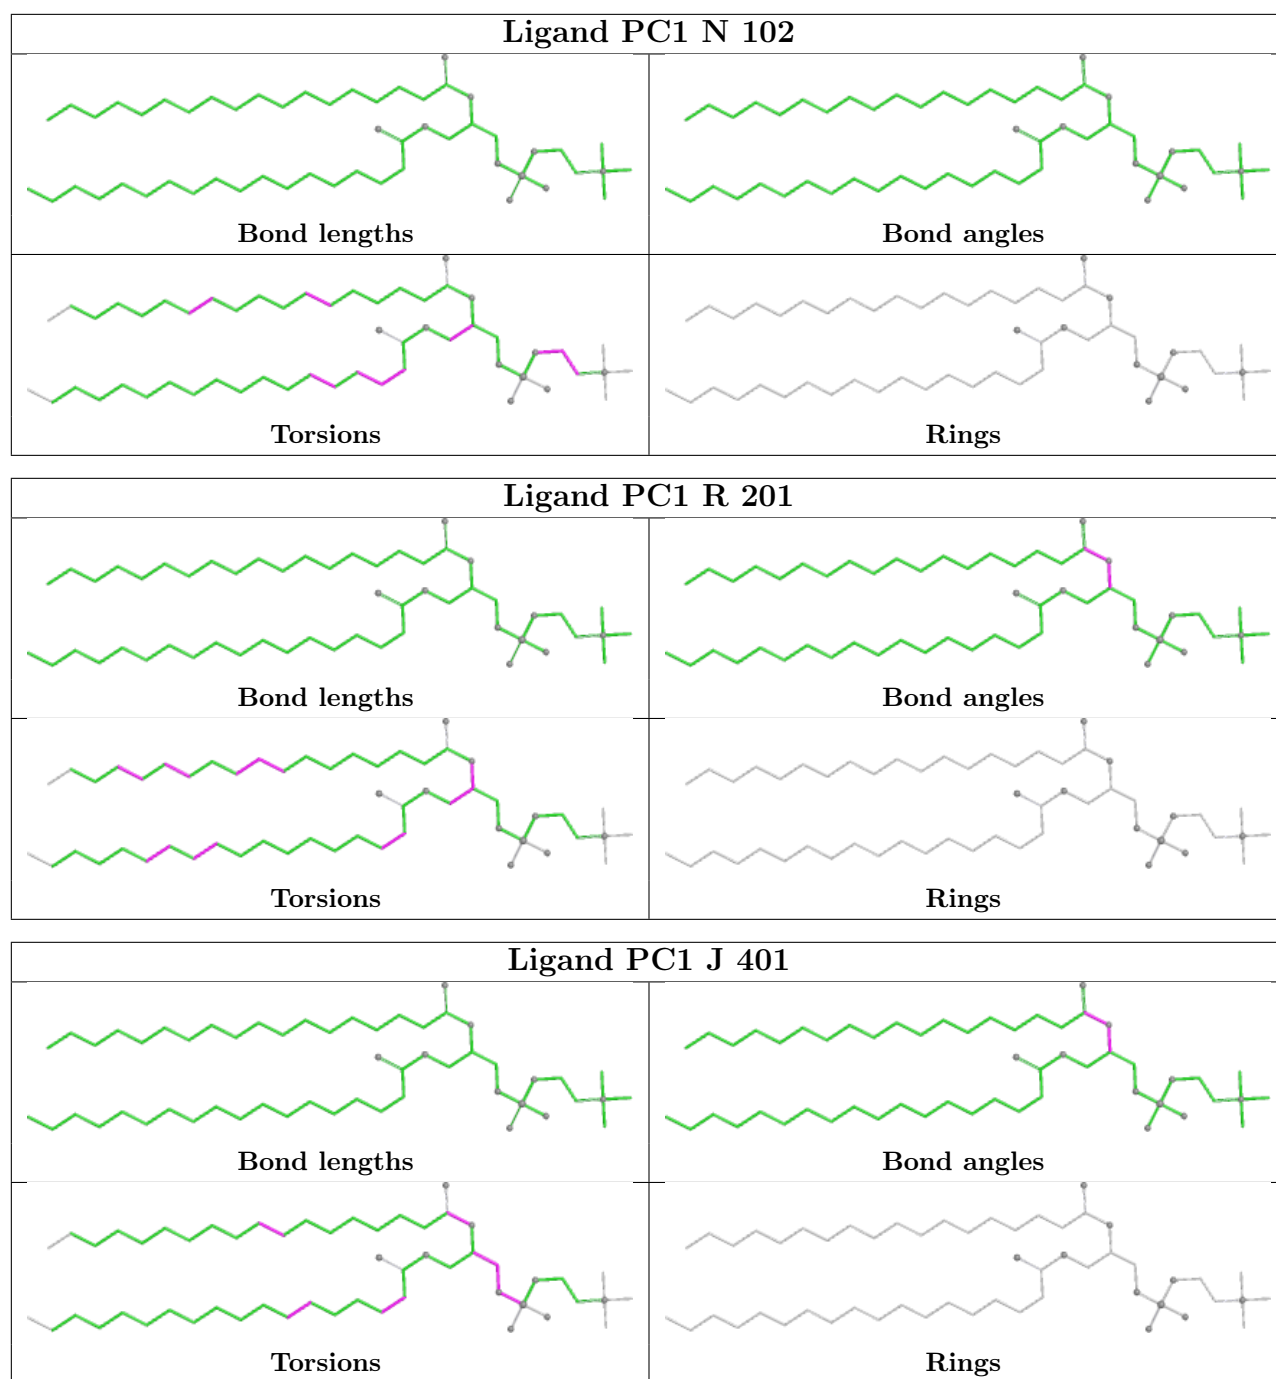 Ligand PC1 N 102
Bond lengths
Bond angles
Torsions
Rings
Ligand PC1 R 201
Bond lengths
Bond angles
Torsions
Rings
Ligand PC1 J 401
Bond lengths
Bond angles
Torsions
Rings